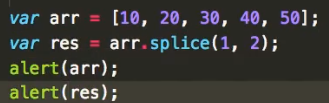 var arr = [10, 20, 30, 40, 50];
var res = arr.splice(1, 2);
alert(arr);
alert(res);